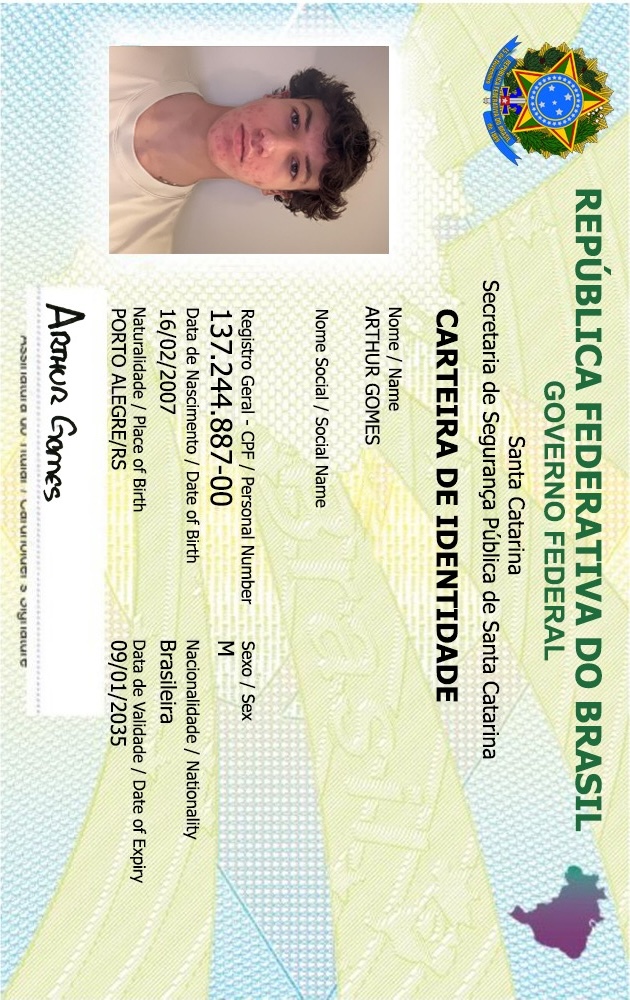 REPÚBLICA FEDERATIVA DO BRASIL
GOVERNO FEDERAL
Santa Catarina
Secretaria de Segurança Pública de Santa Catarina
CARTEIRA DE IDENTIDADE
Nome / Name
ARTHUR GOMES
Nome Social / Social Name
Registro Geral - CPF / Personal Number
Sexo / Sex
137.244.887-00
M
Data de Nascimento / Date of Birth
Nacionalidade / Nationality
16/02/2007
Brasileira
Naturalidade / Place of Birth
Data de Validade / Date of Expiry
PORTO ALEGRE/RS
09/01/2035
ARTHUR Gomes
Assinatura do Titular / Cardholder's Signature
Brasil